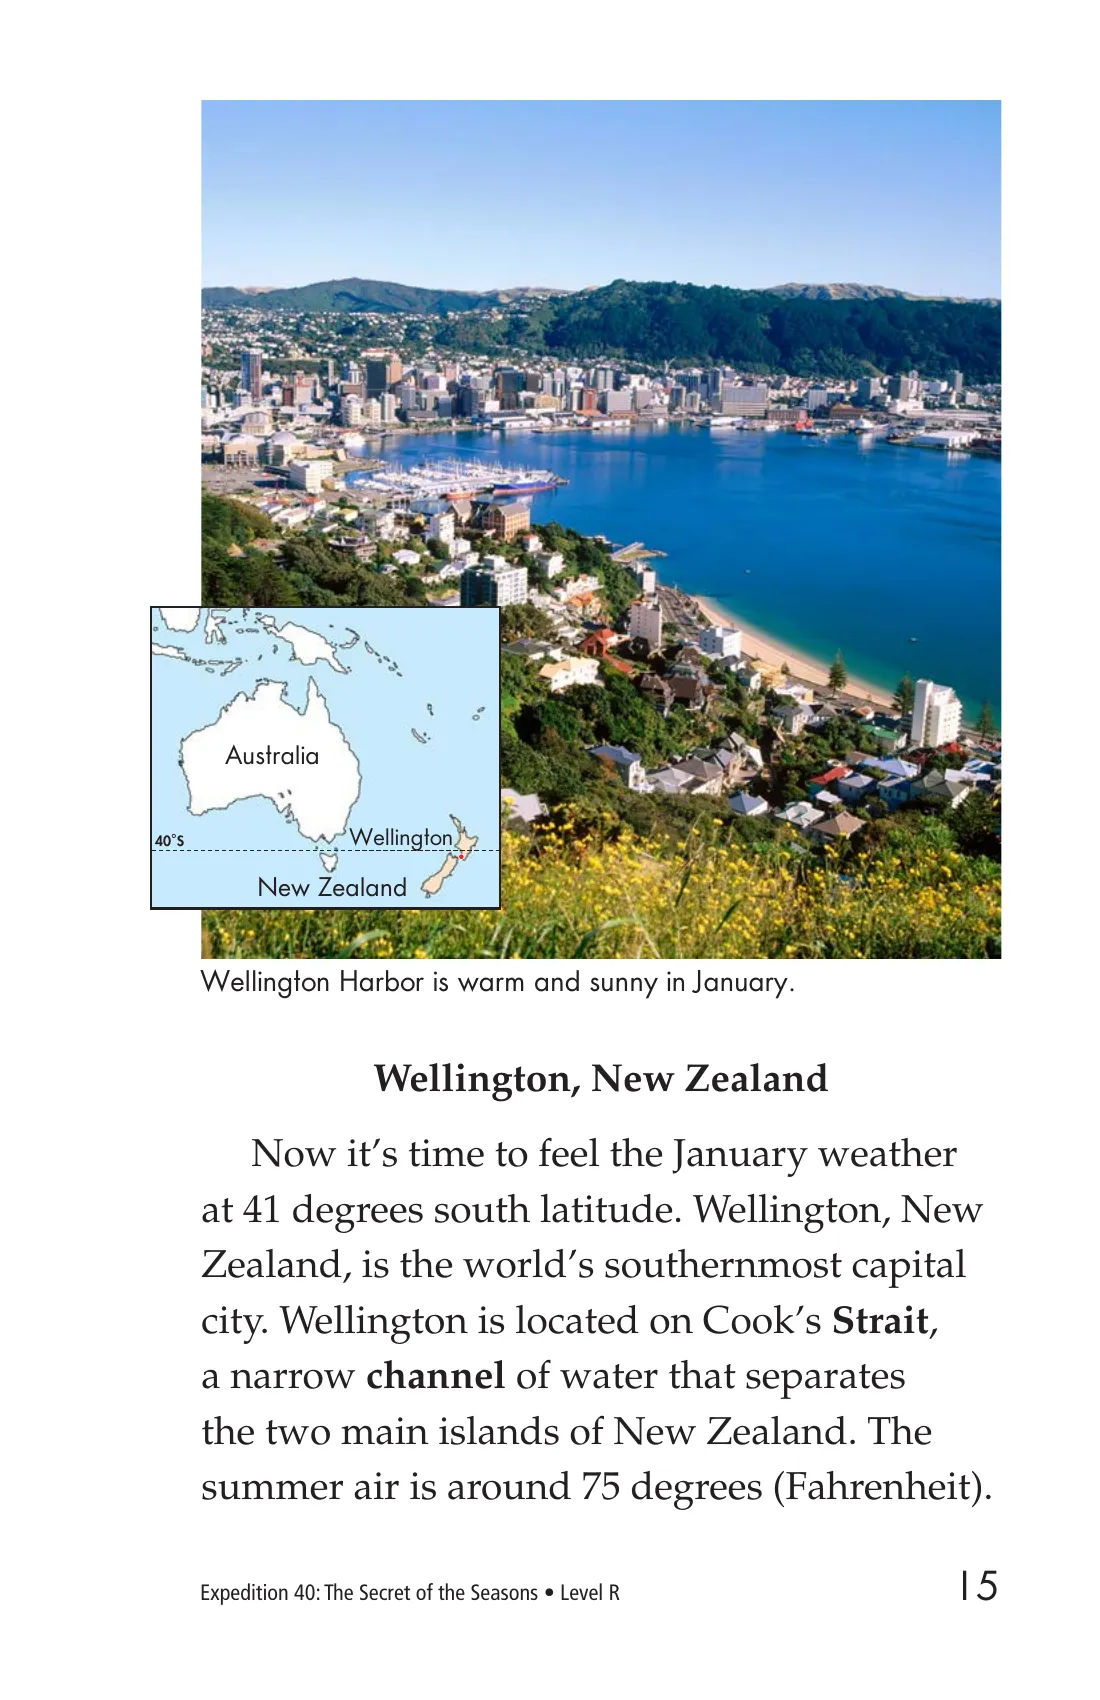 Australia
40°S
Wellington
New Zealand
Wellington Harbor is warm and sunny in January.
Wellington, New Zealand
Now it’s time to feel the January weather
at 41 degrees south latitude. Wellington, New
Zealand, is the world’s southernmost capital
city. Wellington is located on Cook’s Strait,
a narrow channel of water that separates
the two main islands of New Zealand. The
summer air is around 75 degrees (Fahrenheit).
Expedition 40: The Secret of the Seasons • Level R
15